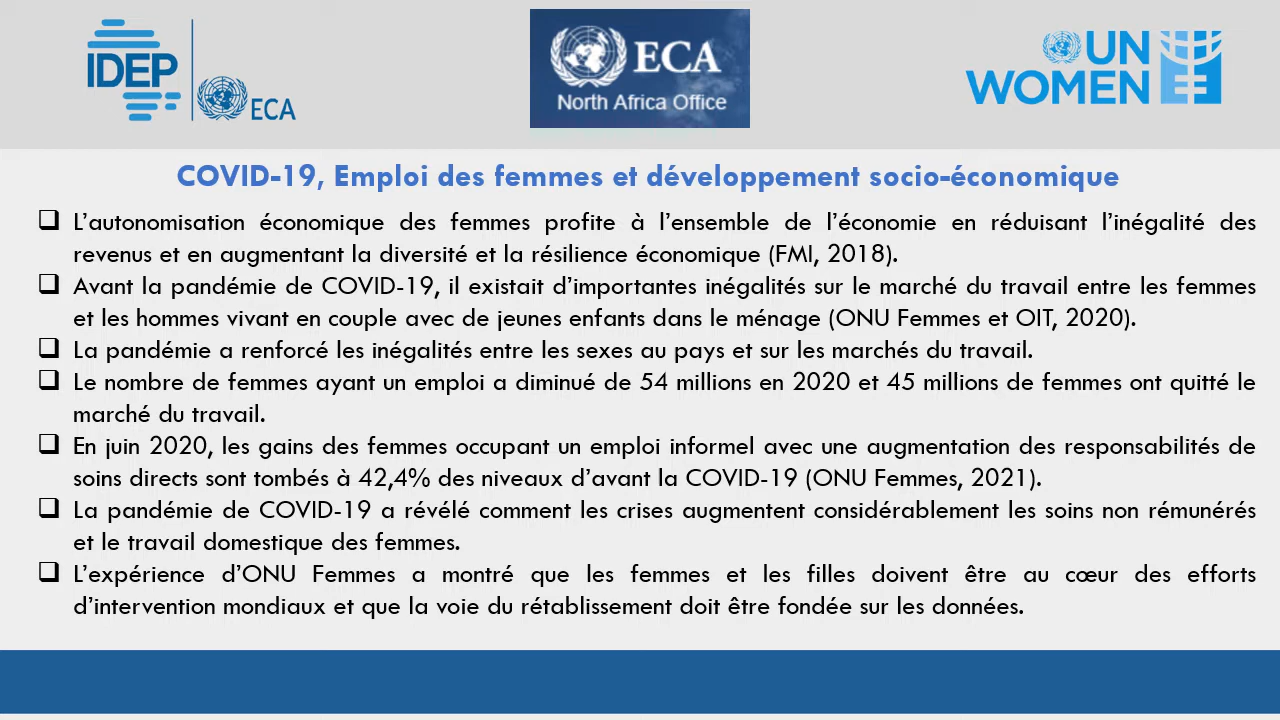 IDEP
ECA
ECA
North Africa Office
UN
WOMEN
COVID-19, Emploi des femmes et développement socio-économique
L’autonomisation économique des femmes profite à l’ensemble de l’économie en réduisant l’inégalité des
revenus et en augmentant la diversité et la résilience économique (FMI, 2018).
Avant la pandémie de COVID-19, il existait d’importantes inégalités sur le marché du travail entre les femmes
et les hommes vivant en couple avec de jeunes enfants dans le ménage (ONU Femmes et OIT, 2020).
La pandémie a renforcé les inégalités entre les sexes au pays et sur les marchés du travail.
Le nombre de femmes ayant un emploi a diminué de 54 millions en 2020 et 45 millions de femmes ont quitté le
marché du travail.
En juin 2020, les gains des femmes occupant un emploi informel avec une augmentation des responsabilités de
soins directs sont tombés à 42,4% des niveaux d’avant la COVID-19 (ONU Femmes, 2021).
La pandémie de COVID-19 a révélé comment les crises augmentent considérablement les soins non rémunérés
et le travail domestique des femmes.
L’expérience d’ONU Femmes a montré que les femmes et les filles doivent être au cœur des efforts
d’intervention mondiaux et que la voie du rétablissement doit être fondée sur les données.